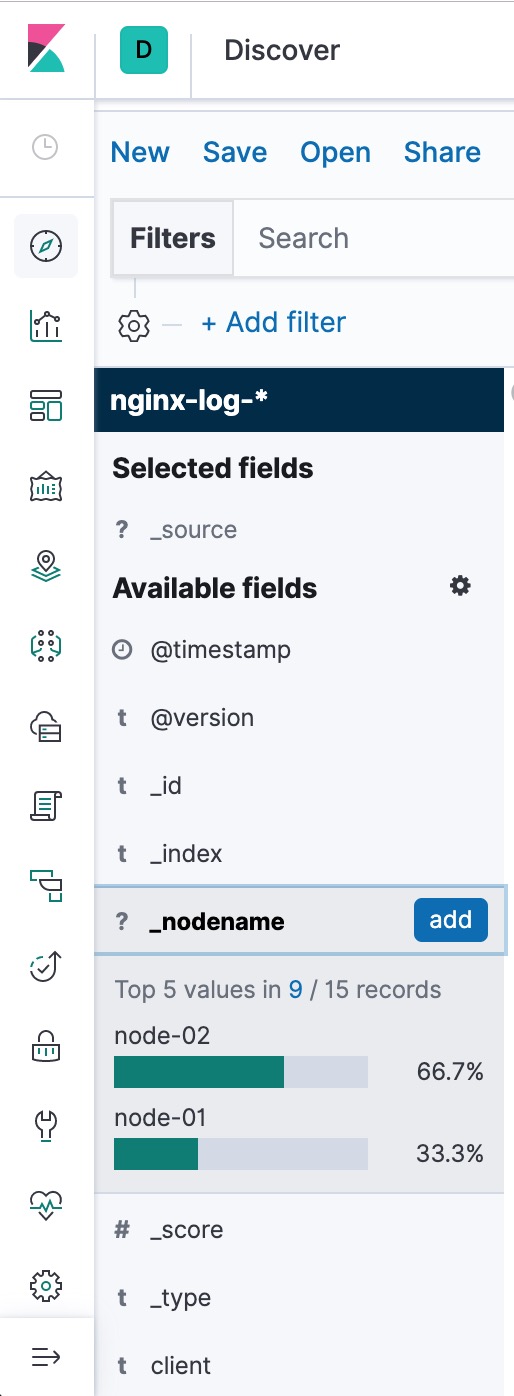 D Discover
New Save Open Share
Filters Search
+ Add filter
nginx-log-*
Selected fields
? _source
Available fields
@timestamp
t @version
t _id
t _index
? _nodename add
Top 5 values in 9 / 15 records
node-02
66.7%
node-01
33.3%
# _score
t _type
t client